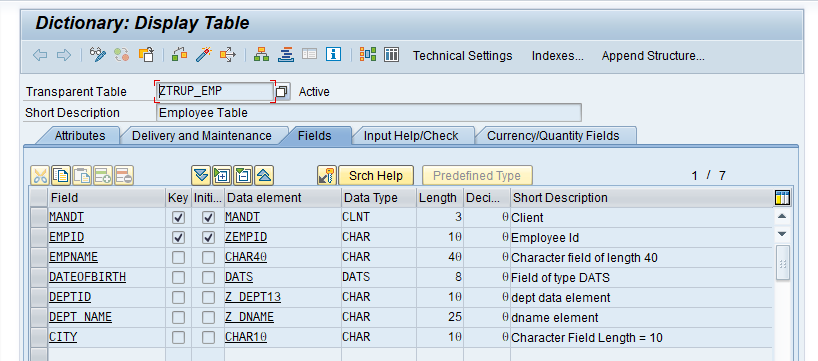 Dictionary: Display Table
Technical Settings Indexes... Append Structure...
Transparent Table ZTRUP_EMP Active
Short Description Employee Table
Attributes Delivery and Maintenance Fields Input Help/Check Currency/Quantity Fields
Srch Help Predefined Type 1 / 7
Field Key Initi... Data element Data Type Length Deci... Short Description
MANDT MANDT CLNT 3 0 Client
EMPID ZEMPID CHAR 10 0 Employee Id
EMPNAME CHAR40 CHAR 40 0 Character field of length 40
DATEOFBIRTH DATS DATS 8 0 Field of type DATS
DEPTID Z_DEPT13 CHAR 10 0 dept data element
DEPT_NAME Z_DNAME CHAR 25 0 dname element
CITY CHAR10 CHAR 10 0 Character Field Length = 10